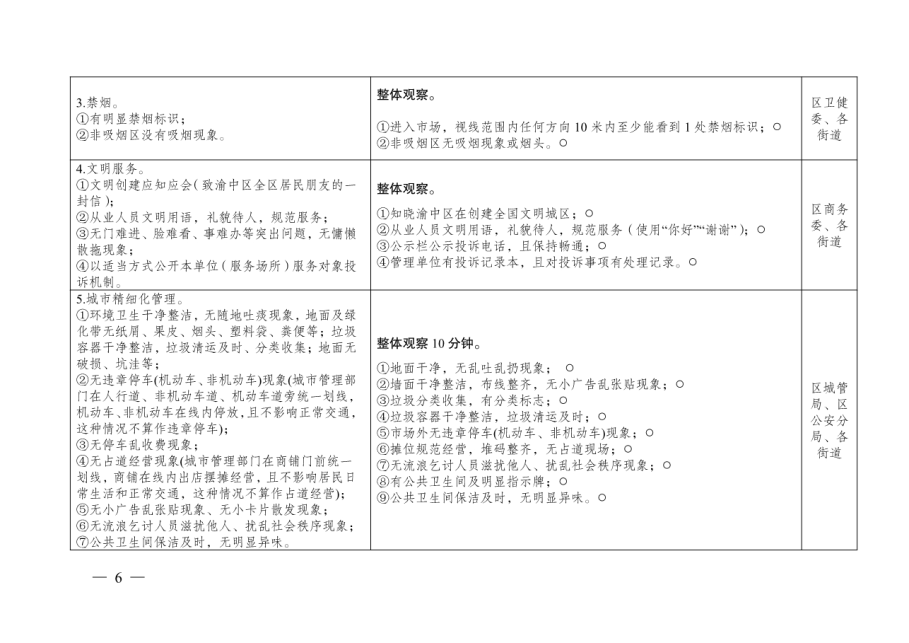 3.禁烟。
①有明显禁烟标识；
②非吸烟区没有吸烟现象。
整体观察。
①进入市场，视线范围内任何方向 10 米内至少能看到 1 处禁烟标识；○
②非吸烟区无吸烟现象或烟头。○
区卫健
委、各
街道
4.文明服务。
①文明创建应知应会（致渝中区全区居民朋友的一
封信）；
②从业人员文明用语，礼貌待人，规范服务；
③无门难进、脸难看、事难办等突出问题，无慵懒
散拖现象；
④以适当方式公开本单位（服务场所）服务对象投
诉机制。
整体观察。
①知晓渝中区在创建全国文明城区；○
②从业人员文明用语，礼貌待人，规范服务（使用“你好”“谢谢”）；○
③公示栏公示投诉电话，且保持畅通；○
④管理单位有投诉记录本，且对投诉事项有处理记录。○
区商务
委、各
街道
5.城市精细化管理。
①环境卫生干净整洁，无随地吐痰现象，地面及绿
化带无纸屑、果皮、烟头、塑料袋、粪便等；垃圾
容器干净整洁，垃圾清运及时、分类收集；地面无
破损、坑洼等；
②无违章停车(机动车、非机动车)现象(城市管理部
门在人行道、非机动车道、机动车道旁统一划线，
机动车、非机动车在线内停放，且不影响正常交通，
这种情况不算作违章停车)；
③无停车乱收费现象；
④无占道经营现象(城市管理部门在商铺门前统一
划线，商铺在线内出店摆摊经营，且不影响居民日
常生活和正常交通，这种情况不算作占道经营)；
⑤无小广告乱张贴现象、无小卡片散发现象；
⑥无流浪乞讨人员滋扰他人、扰乱社会秩序现象；
⑦公共卫生间保洁及时，无明显异味。
整体观察 10 分钟。
①地面干净，无乱吐乱扔现象； ○
②墙面干净整洁，布线整齐，无小广告乱张贴现象；○
③垃圾分类收集，有分类标志；○
④垃圾容器干净整洁，垃圾清运及时；○
⑤市场外无违章停车(机动车、非机动车)现象；○
⑥摊位规范经营，堆码整齐，无占道现场；○
⑦无流浪乞讨人员滋扰他人、扰乱社会秩序现象；○
⑧有公共卫生间及明显指示牌；○
⑨公共卫生间保洁及时，无明显异味。○
区城管
局、区
公安分
局、各
街道
— 6 —